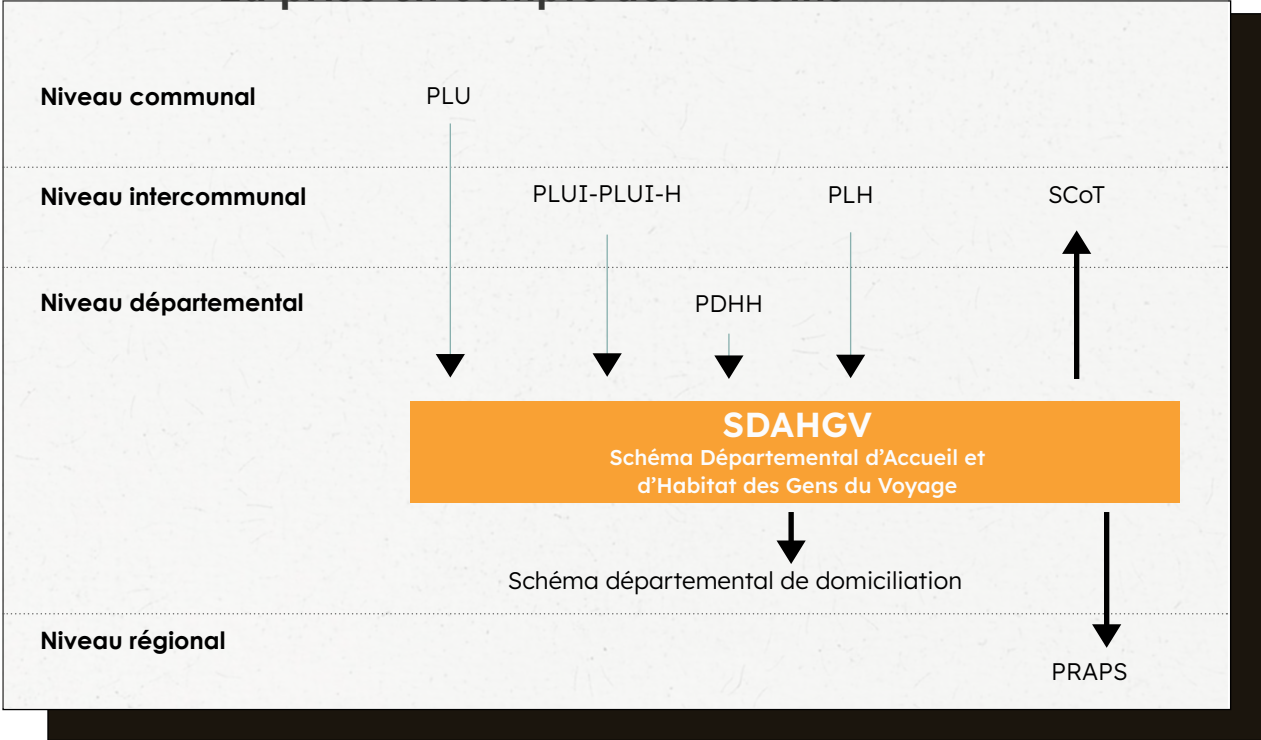 Niveau communal
PLU
Niveau intercommunal
PLUI-PLUI-H
PLH
SCoT
Niveau départemental
PDHH
SDAHGV
Schéma Départemental d’Accueil et
d’Habitat des Gens du Voyage
Schéma départemental de domiciliation
Niveau régional
PRAPS